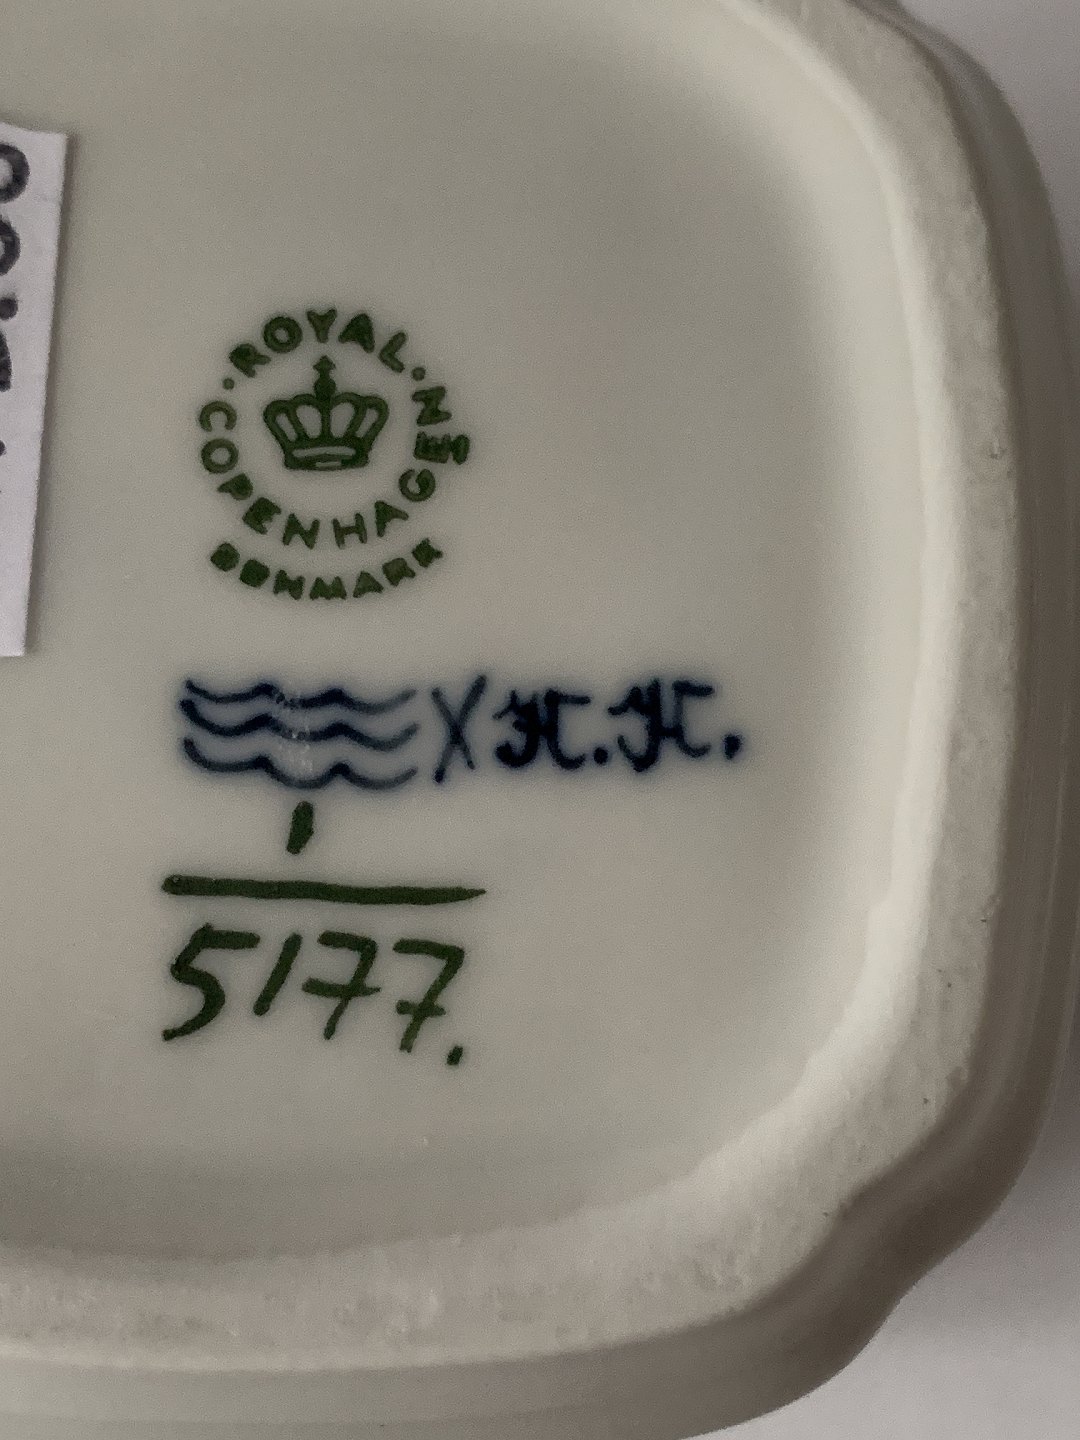 ROYAL.
COPENHAGEN
DENMARK
X H.H.
1
5177.